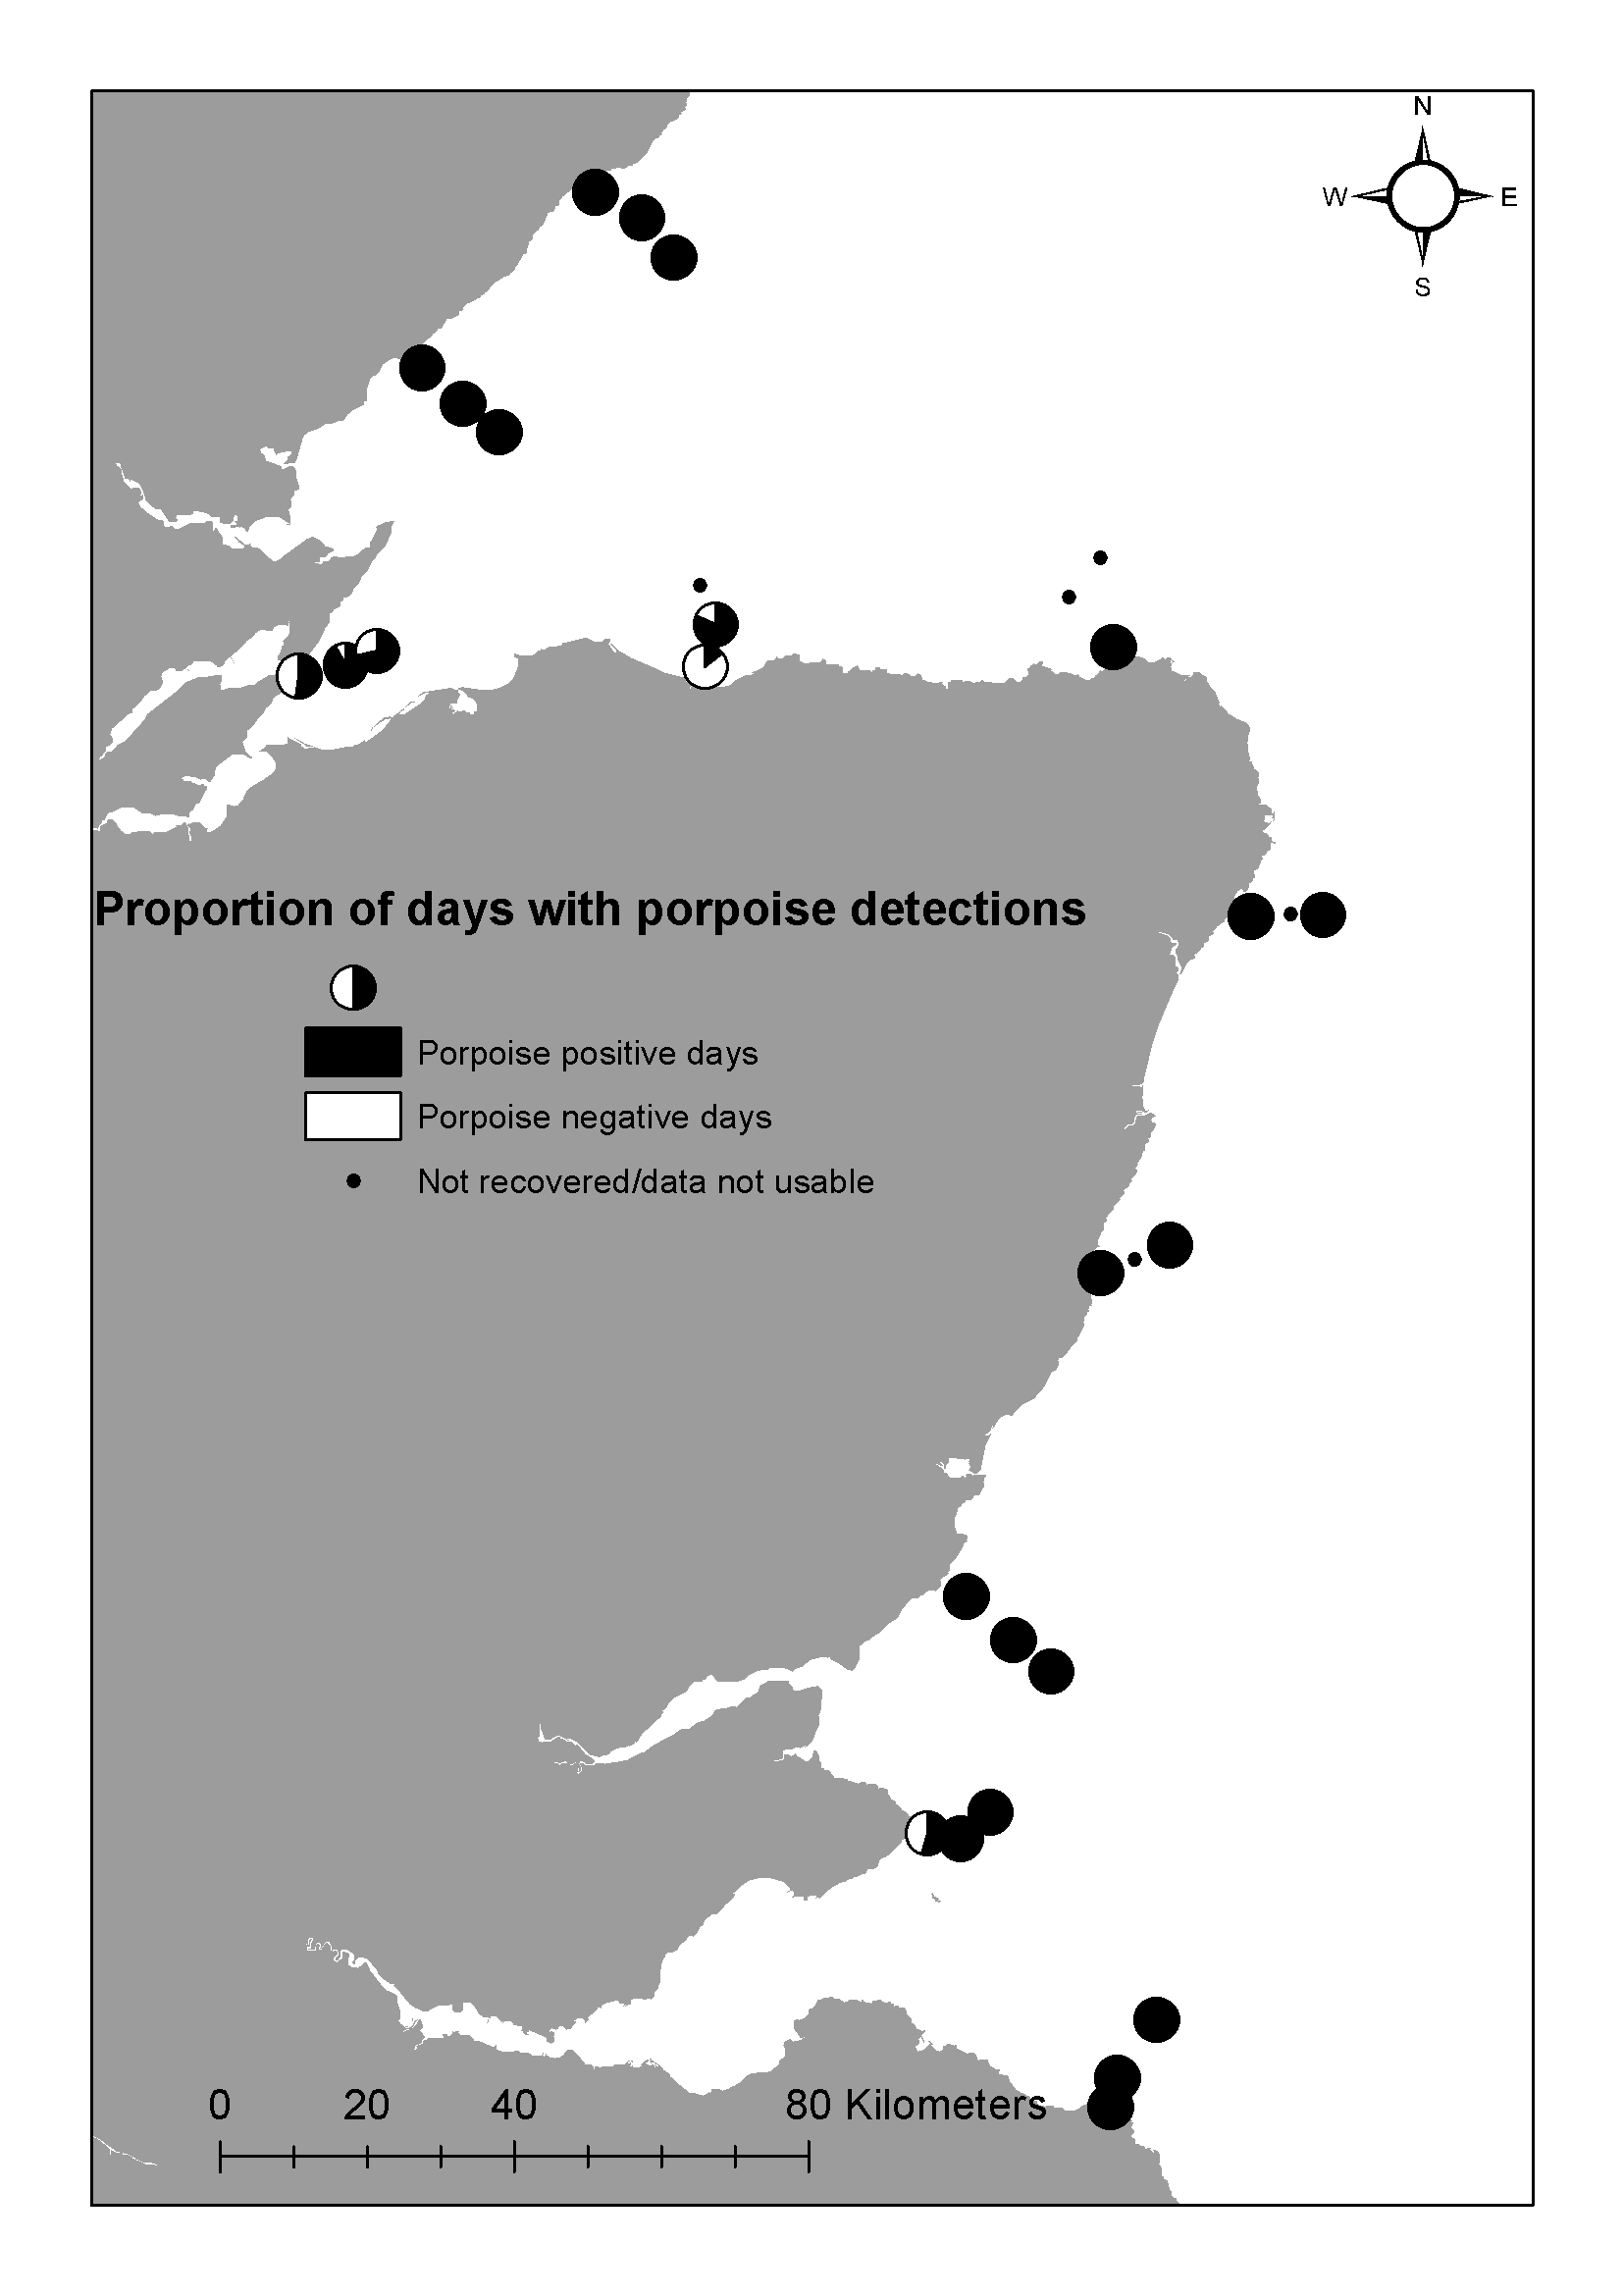 N
W E
S
Proportion of days with porpoise detections
Porpoise positive days
Porpoise negative days
Not recovered/data not usable
0 20 40 80 Kilometers